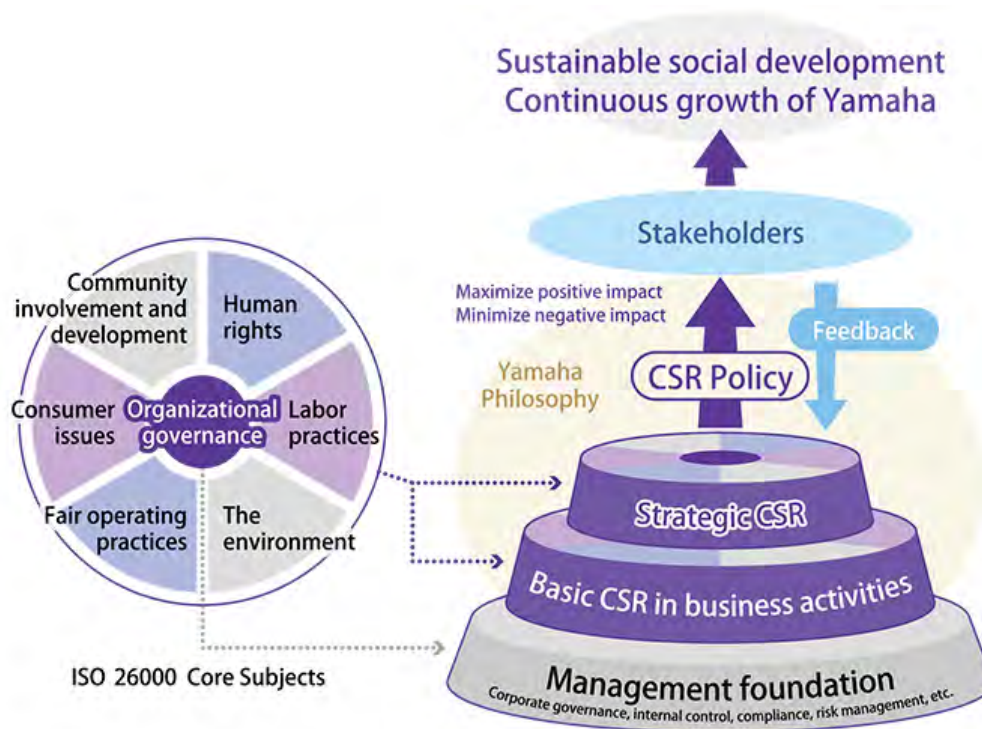 Sustainable social development
Continuous growth of Yamaha
Stakeholders
Maximize positive impact
Minimize negative impact
Feedback
Yamaha
Philosophy
CSR Policy
Community
involvement and
development
Human
rights
Consumer
issues
Organizational
governance
Labor
practices
Fair operating
practices
The
environment
Strategic CSR
Basic CSR in business activities
ISO 26000 Core Subjects
Management foundation
Corporate governance, internal control, compliance, risk management, etc.